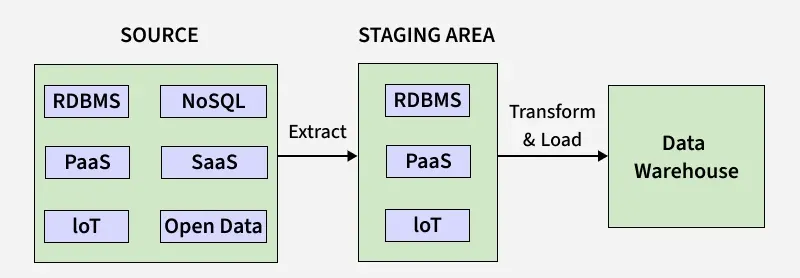 SOURCE
STAGING AREA
RDBMS
NoSQL
PaaS
SaaS
loT
Open Data
Extract
RDBMS
PaaS
loT
Transform
& Load
Data
Warehouse